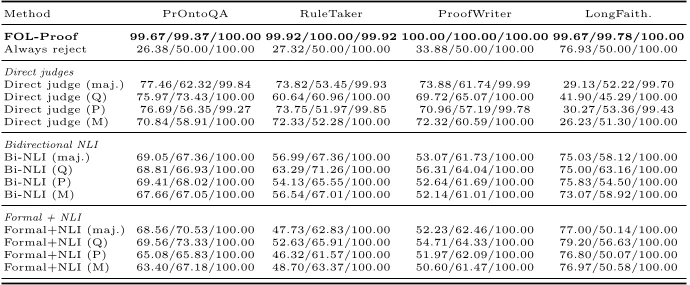 Method PrOntoQA RuleTaker ProofWriter LongFaith.
FOL-Proof 99.67/99.37/100.00 99.92/100.00/99.92 100.00/100.00/100.00 99.67/99.78/100.00
Always reject 26.38/50.00/100.00 27.32/50.00/100.00 33.88/50.00/100.00 76.93/50.00/100.00
Direct judges
Direct judge (maj.) 77.46/62.32/99.84 73.82/53.45/99.93 73.88/61.74/99.99 29.13/52.22/99.70
Direct judge (Q) 75.97/73.43/100.00 60.64/60.96/100.00 69.72/65.07/100.00 41.90/45.29/100.00
Direct judge (P) 76.69/56.35/99.27 73.75/51.97/99.85 70.96/57.19/99.78 30.27/53.36/99.43
Direct judge (M) 70.84/58.91/100.00 72.33/52.28/100.00 72.32/60.59/100.00 26.23/51.30/100.00
Bidirectional NLI
Bi-NLI (maj.) 69.05/67.36/100.00 56.99/67.36/100.00 53.07/61.73/100.00 75.03/58.12/100.00
Bi-NLI (Q) 68.81/66.93/100.00 63.29/71.26/100.00 56.31/64.04/100.00 75.00/63.16/100.00
Bi-NLI (P) 69.41/68.02/100.00 54.13/65.55/100.00 52.64/61.69/100.00 75.83/54.50/100.00
Bi-NLI (M) 67.66/67.05/100.00 56.54/67.01/100.00 52.14/61.01/100.00 73.07/58.92/100.00
Formal + NLI
Formal+NLI (maj.) 68.56/70.53/100.00 47.73/62.83/100.00 52.23/62.46/100.00 77.00/50.14/100.00
Formal+NLI (Q) 69.56/73.33/100.00 52.63/65.91/100.00 54.71/64.33/100.00 79.20/56.63/100.00
Formal+NLI (P) 65.08/65.83/100.00 46.32/61.57/100.00 51.97/62.09/100.00 76.80/50.07/100.00
Formal+NLI (M) 63.40/67.18/100.00 48.70/63.37/100.00 50.60/61.47/100.00 76.97/50.58/100.00